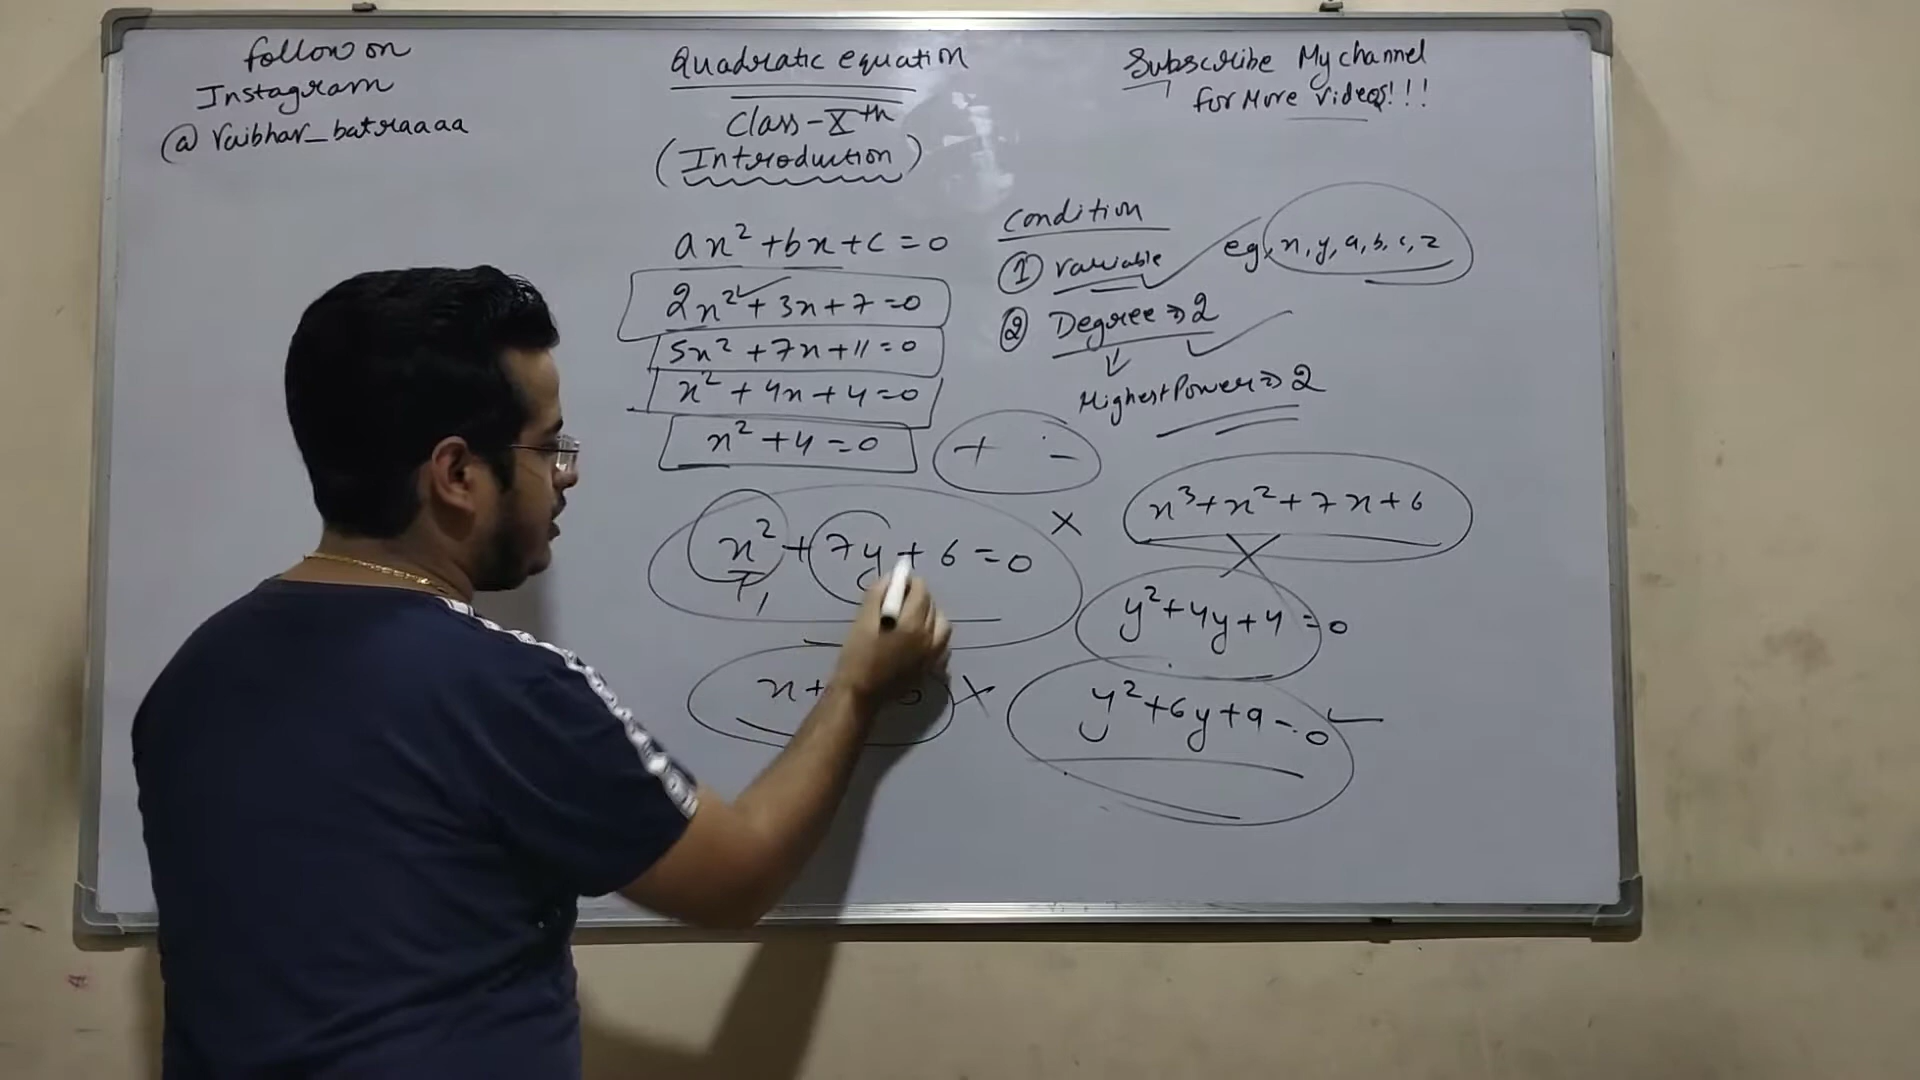 Follow on
Instagram
@ vaibhav_batraaaa
Quadratic equation
Class-Xth
(Introduction)
Subscribe My channel
for More videos!!!
ax² + bx + c = 0
2x² + 3x + 7 = 0
5x² + 7x + 11 = 0
x² + 4x + 4 = 0
x² + 4 = 0
+ -
x² + 7y + 6 = 0 ×
x +
×
Condition
① Variable eg, x, y, a, b, c, z
② Degree ⇒ 2
Highest Power ⇒ 2
x³ + x² + 7x + 6
×
y² + 4y + 4 = 0
y² + 6y + 9 - 0